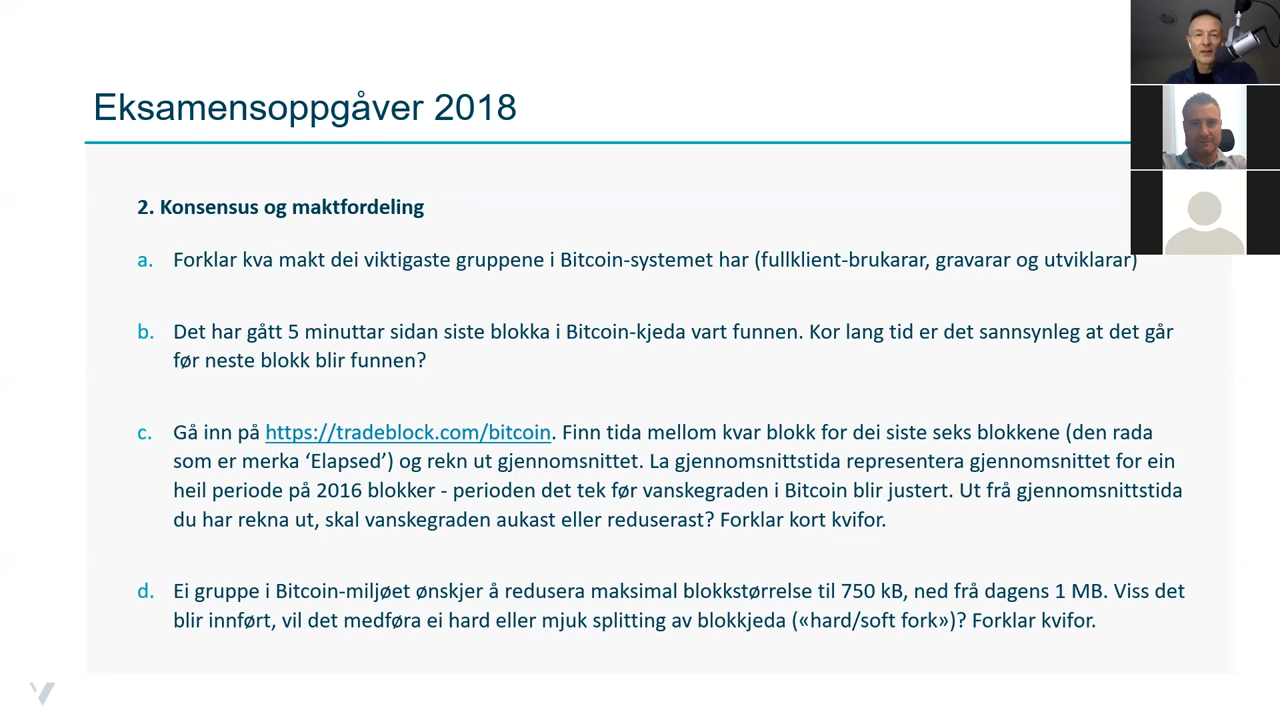 Eksamensoppgåver 2018
2. Konsensus og maktfordeling
a. Forklar kva makt dei viktigaste gruppene i Bitcoin-systemet har (fullklient-brukarar, gravarar og utviklarar)
b. Det har gått 5 minuttar sidan siste blokka i Bitcoin-kjeda vart funnen. Kor lang tid er det sannsynleg at det går
før neste blokk blir funnen?
c. Gå inn på https://tradeblock.com/bitcoin. Finn tida mellom kvar blokk for dei siste seks blokkene (den rada
som er merka ‘Elapsed’) og rekn ut gjennomsnittet. La gjennomsnittstida representera gjennomsnittet for ein
heil periode på 2016 blokker - perioden det tek før vanskegraden i Bitcoin blir justert. Ut frå gjennomsnittstida
du har rekna ut, skal vanskegraden aukast eller reduserast? Forklar kort kvifor.
d. Ei gruppe i Bitcoin-miljøet ønskjer å redusera maksimal blokkstørrelse til 750 kB, ned frå dagens 1 MB. Viss det
blir innført, vil det medføra ei hard eller mjuk splitting av blokkjeda («hard/soft fork»)? Forklar kvifor.